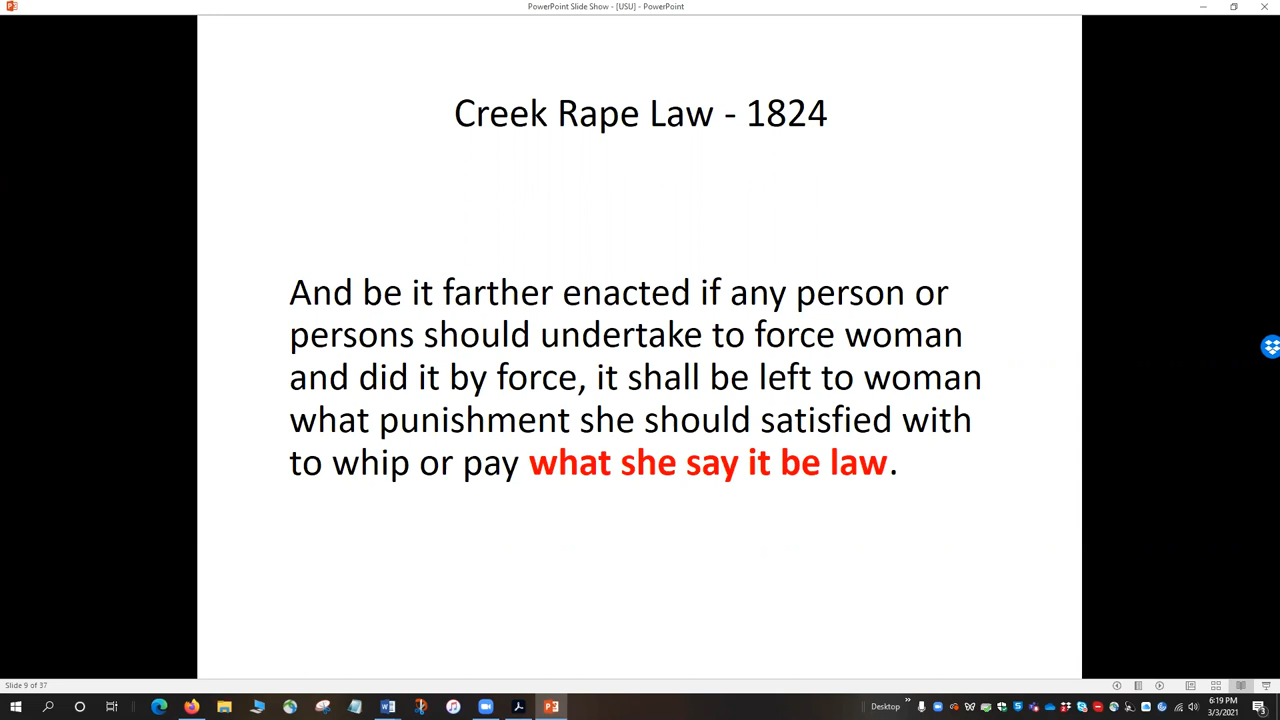 PowerPoint Slide Show - [USU] - PowerPoint
Creek Rape Law - 1824
And be it farther enacted if any person or
persons should undertake to force woman
and did it by force, it shall be left to woman
what punishment she should satisfied with
to whip or pay what she say it be law.
Slide 9 of 37
Desktop
6:19 PM
3/3/2021